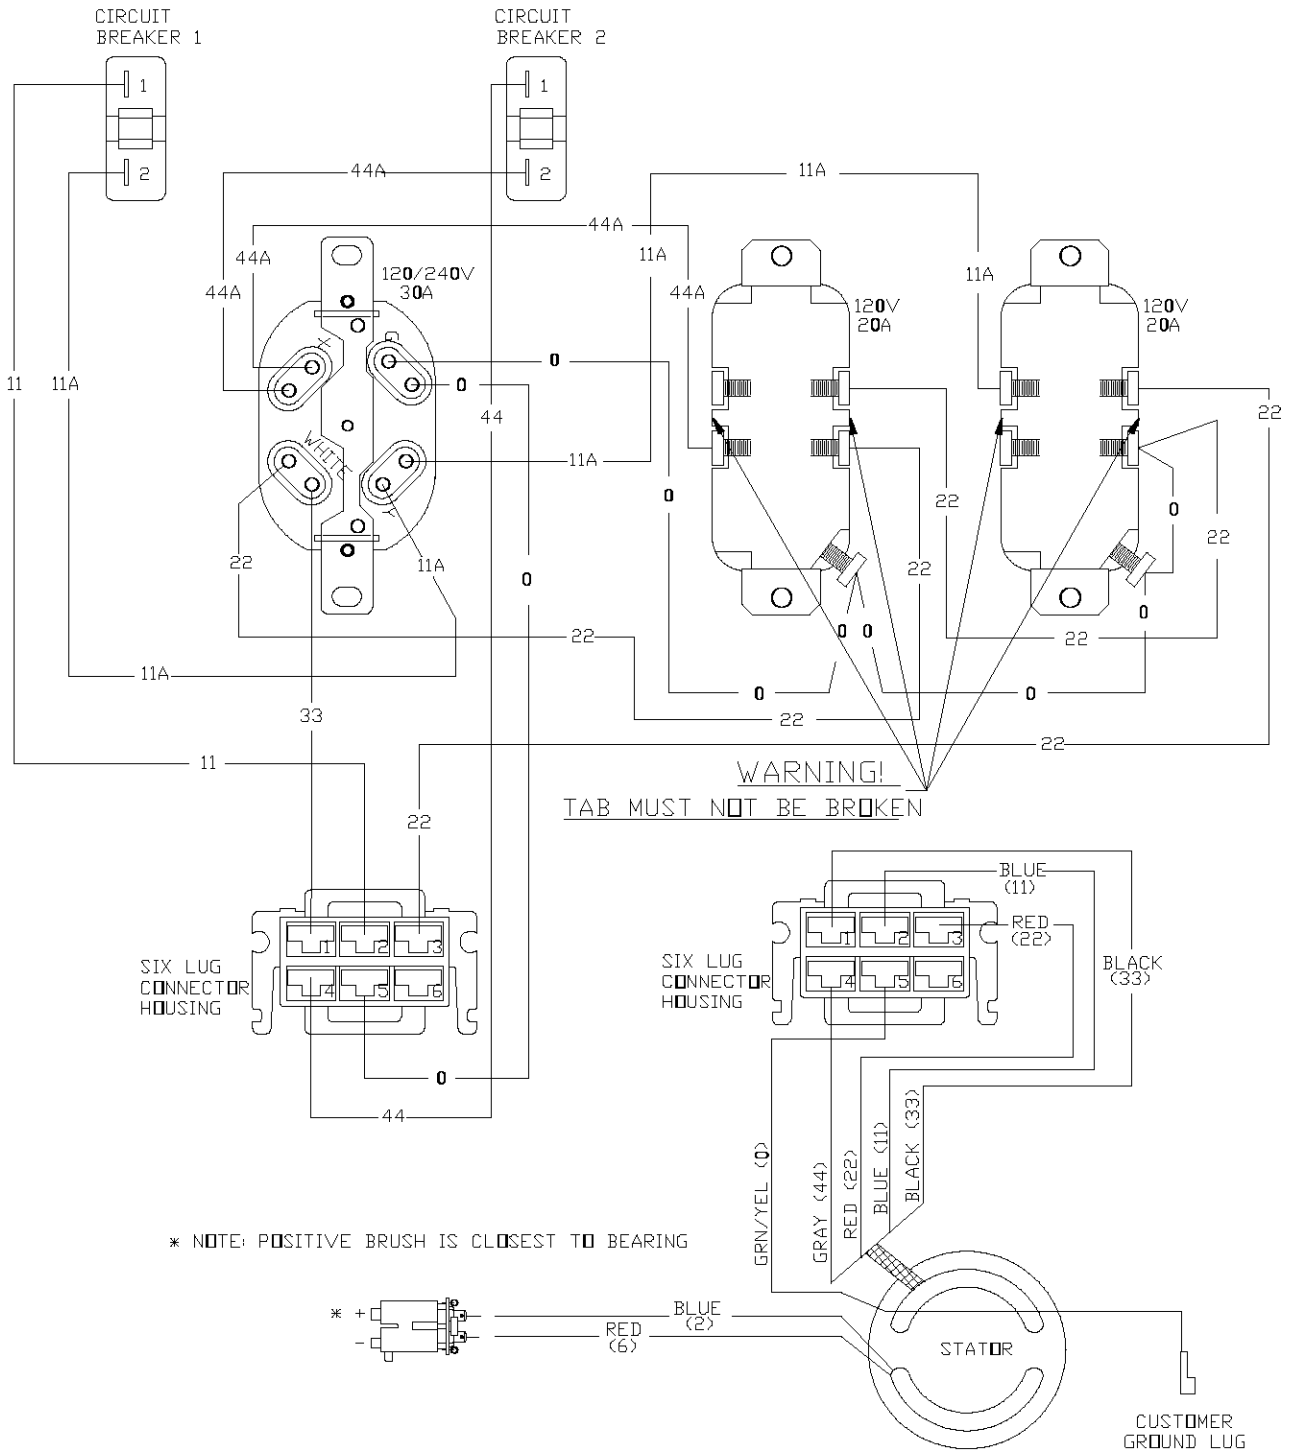 CIRCUIT
BREAKER 1
CIRCUIT
BREAKER 2
1
1
2
2
44A
11A
44A
44A
11A
11A
44A
44A
120/240V
30A
120V
20A
120V
20A
X
G
0
0
11
11A
44
22
WHITE
11A
Y
0
22
0
22
22
11A
22
0
0
0
0
22
22
11A
0
0
33
22
22
11
WARNING!
TAB MUST NOT BE BROKEN
22
BLUE
(11)
RED
(22)
BLACK
(33)
1
2
3
4
5
6
SIX LUG
CONNECTOR
HOUSING
1
2
3
4
5
6
SIX LUG
CONNECTOR
HOUSING
0
44
GRN/YEL (0)
GRAY (44)
RED (22)
BLUE (11)
BLACK (33)
* NOTE: POSITIVE BRUSH IS CLOSEST TO BEARING
* +
-
BLUE
(2)
RED
(6)
STATOR
CUSTOMER
GROUND LUG